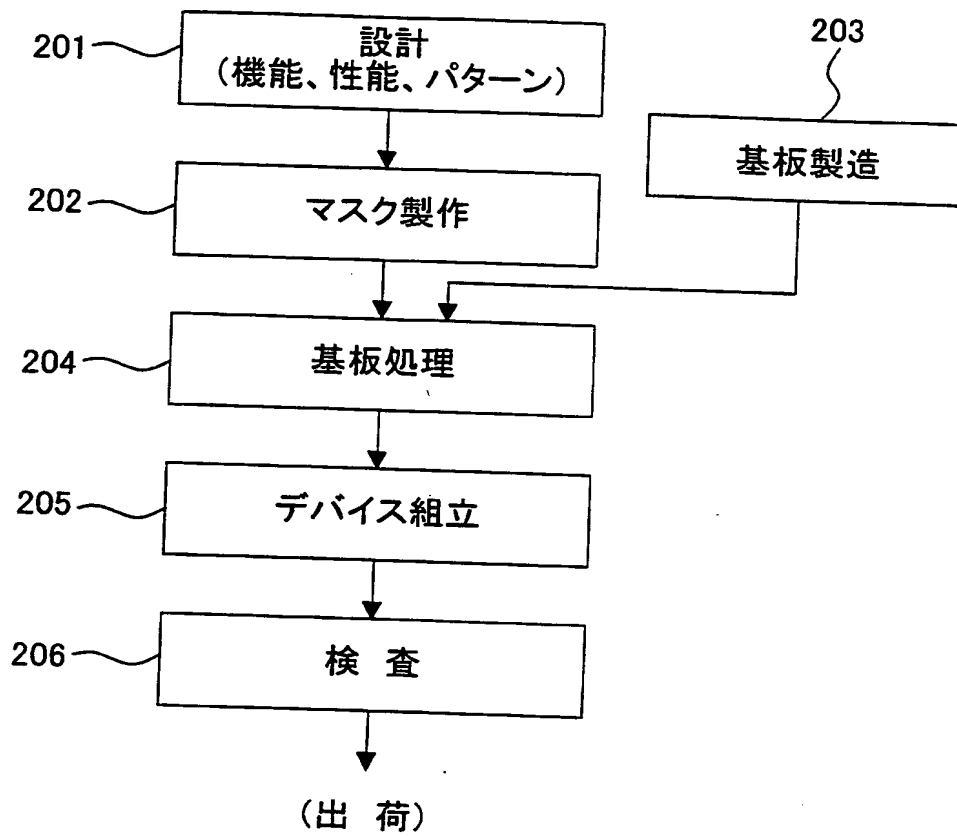 201
設計
(機能、性能、パターン)
203
基板製造
202
マスク製作
204
基板処理
205
デバイス組立
206
検 査
(出 荷)